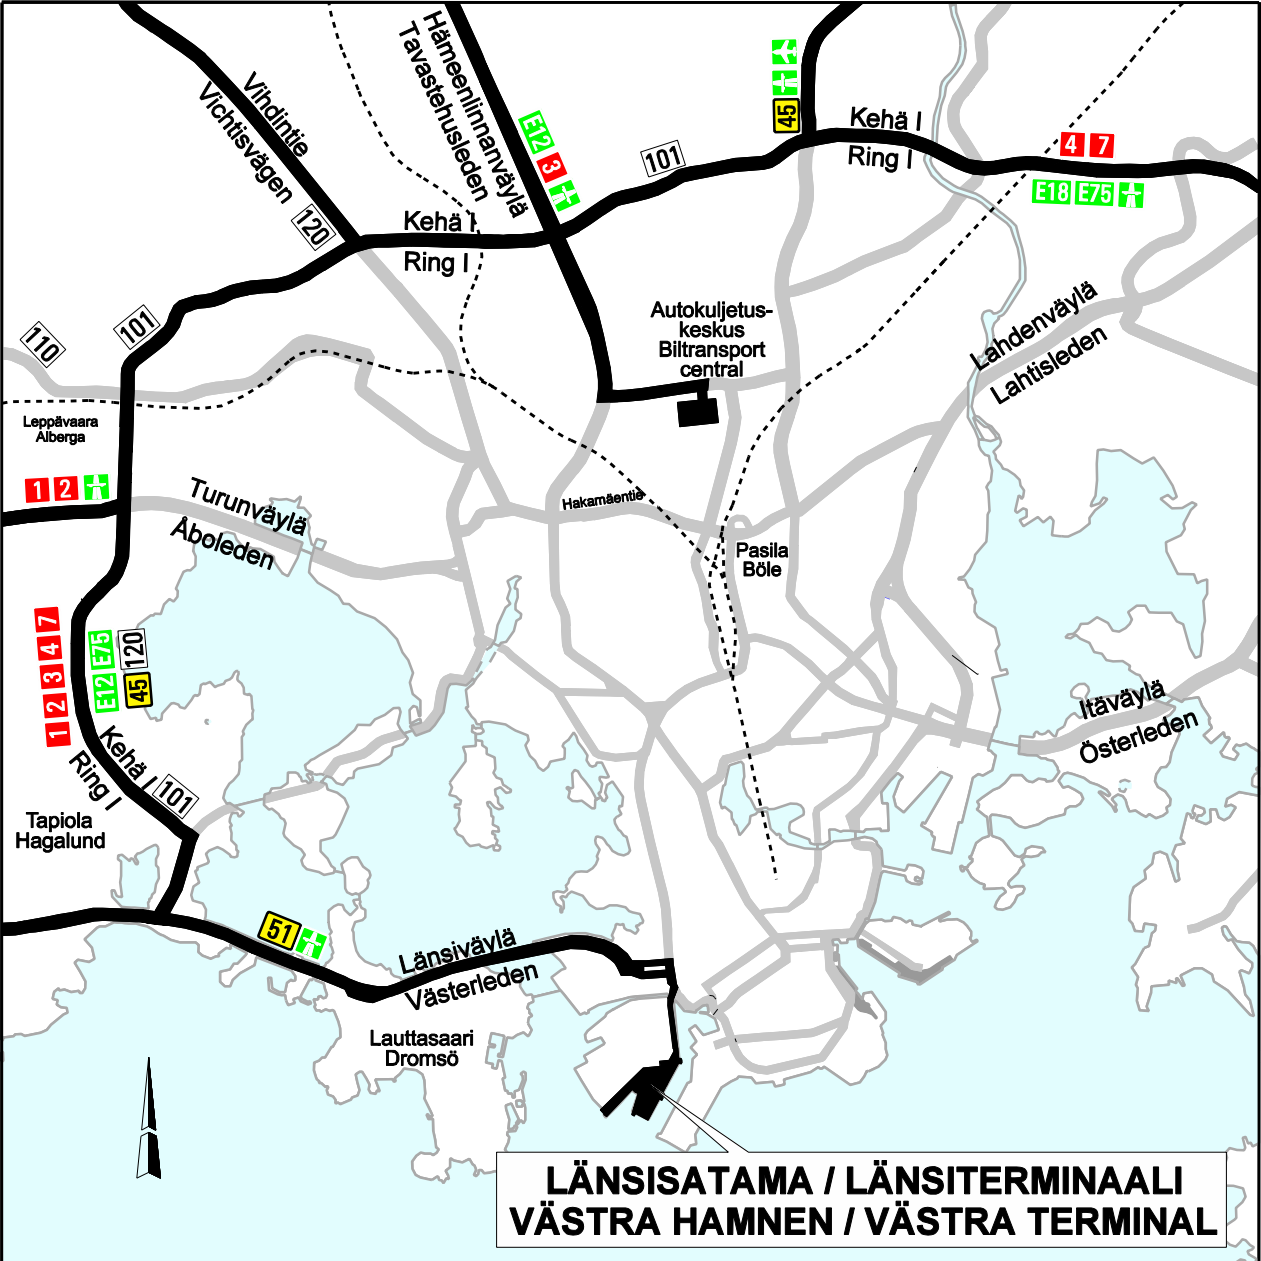 Vihdintie
Vichtisvägen
120
Hämeenlinnanväylä
Tavastehusleden
E12
3
45
Kehä I
Ring I
101
4 7
E18 E75
Kehä I
Ring I
101
110
Autokuljetus-
keskus
Biltransport
central
Lahdenväylä
Lahtisleden
Leppävaara
Alberga
1 2
Turunväylä
Åboleden
Hakamäentie
Pasila
Böle
1 2 3 4 7
E12 E75
45 120
Kehä I
Ring I
101
Itäväylä
Österleden
Tapiola
Hagalund
51
Länsiväylä
Västerleden
Lauttasaari
Dromsö
LÄNSISATAMA / LÄNSITERMINAALI
VÄSTRA HAMNEN / VÄSTRA TERMINAL